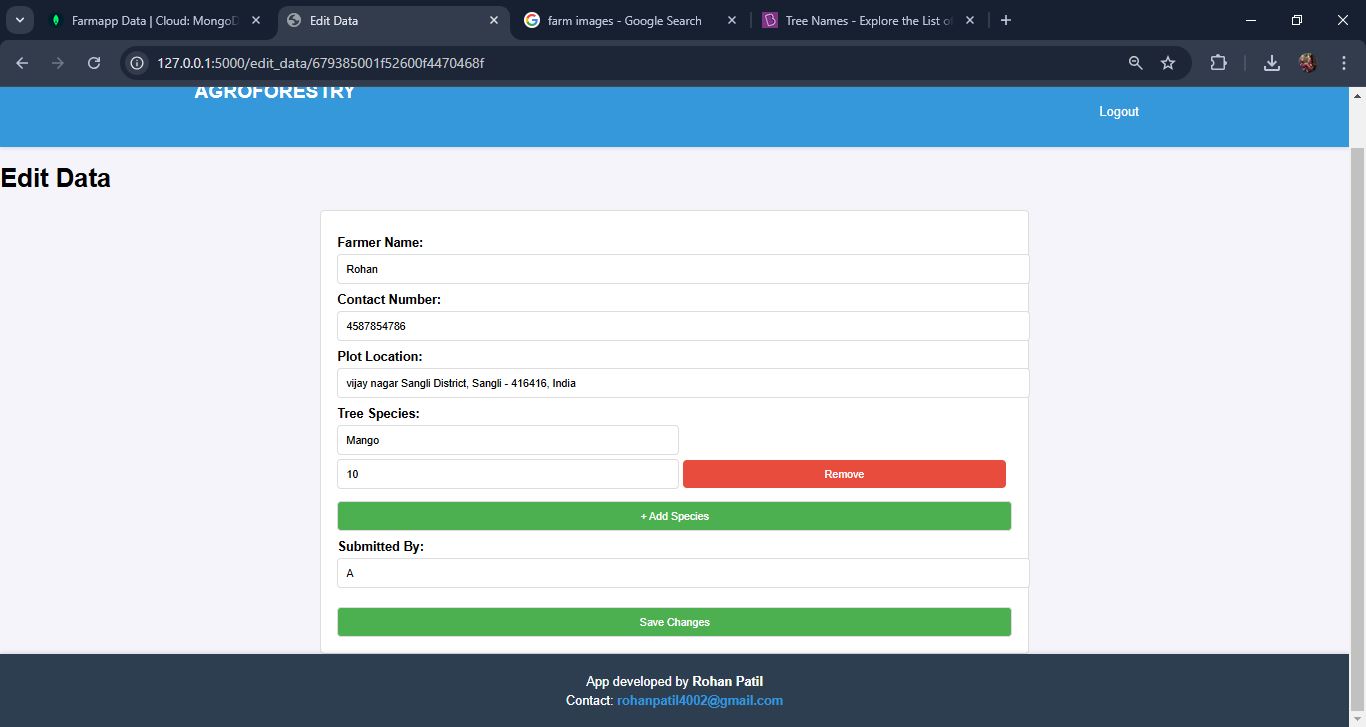 Farmapp Data | Cloud: MongoD
Edit Data
farm images - Google Search
Tree Names - Explore the List o
127.0.0.1:5000/edit_data/679385001f52600f4470468f
AGROFORESTRY
Logout
Edit Data
Farmer Name:
Rohan
Contact Number:
4587854786
Plot Location:
vijay nagar Sangli District, Sangli - 416416, India
Tree Species:
Mango
10
Remove
+ Add Species
Submitted By:
A
Save Changes
App developed by Rohan Patil
Contact: rohanpatil4002@gmail.com